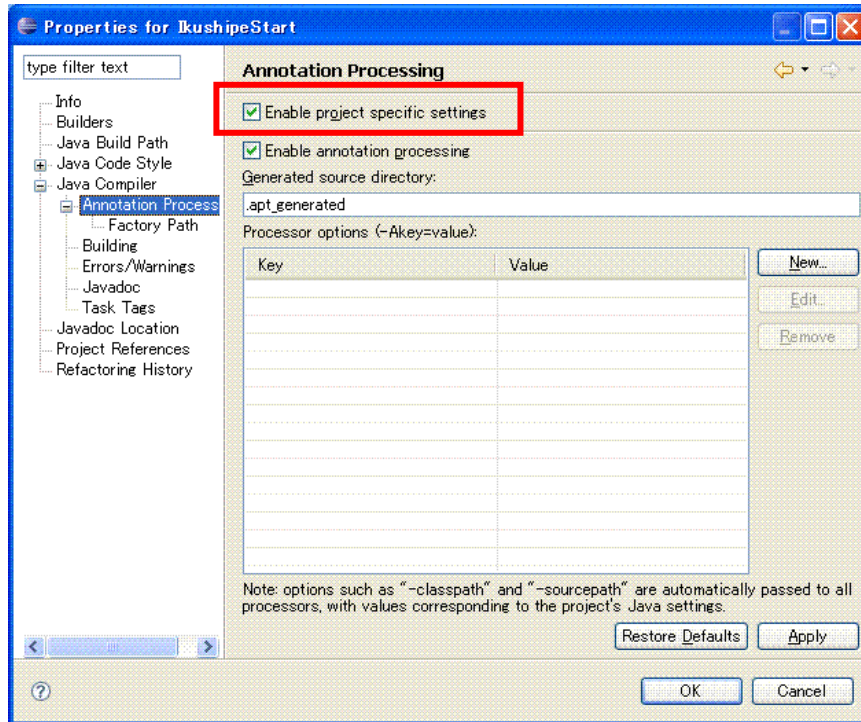 Properties for IkushipeStart
type filter text
Info
Builders
Java Build Path
Java Code Style
Java Compiler
Annotation Process
Factory Path
Building
Errors/Warnings
Javadoc
Task Tags
Javadoc Location
Project References
Refactoring History
Annotation Processing
Enable project specific settings
Enable annotation processing
Generated source directory:
.apt_generated
Processor options (-Akey=value):
Key Value
New...
Edit...
Remove
Note: options such as "-classpath" and "-sourcepath" are automatically passed to all
processors, with values corresponding to the project's Java settings.
Restore Defaults Apply
OK Cancel